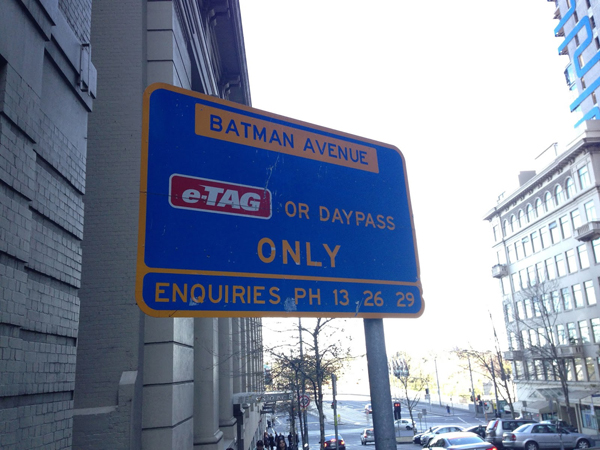 BATMAN AVENUE
e-TAG OR DAYPASS
ONLY
ENQUIRIES PH 13 26 29